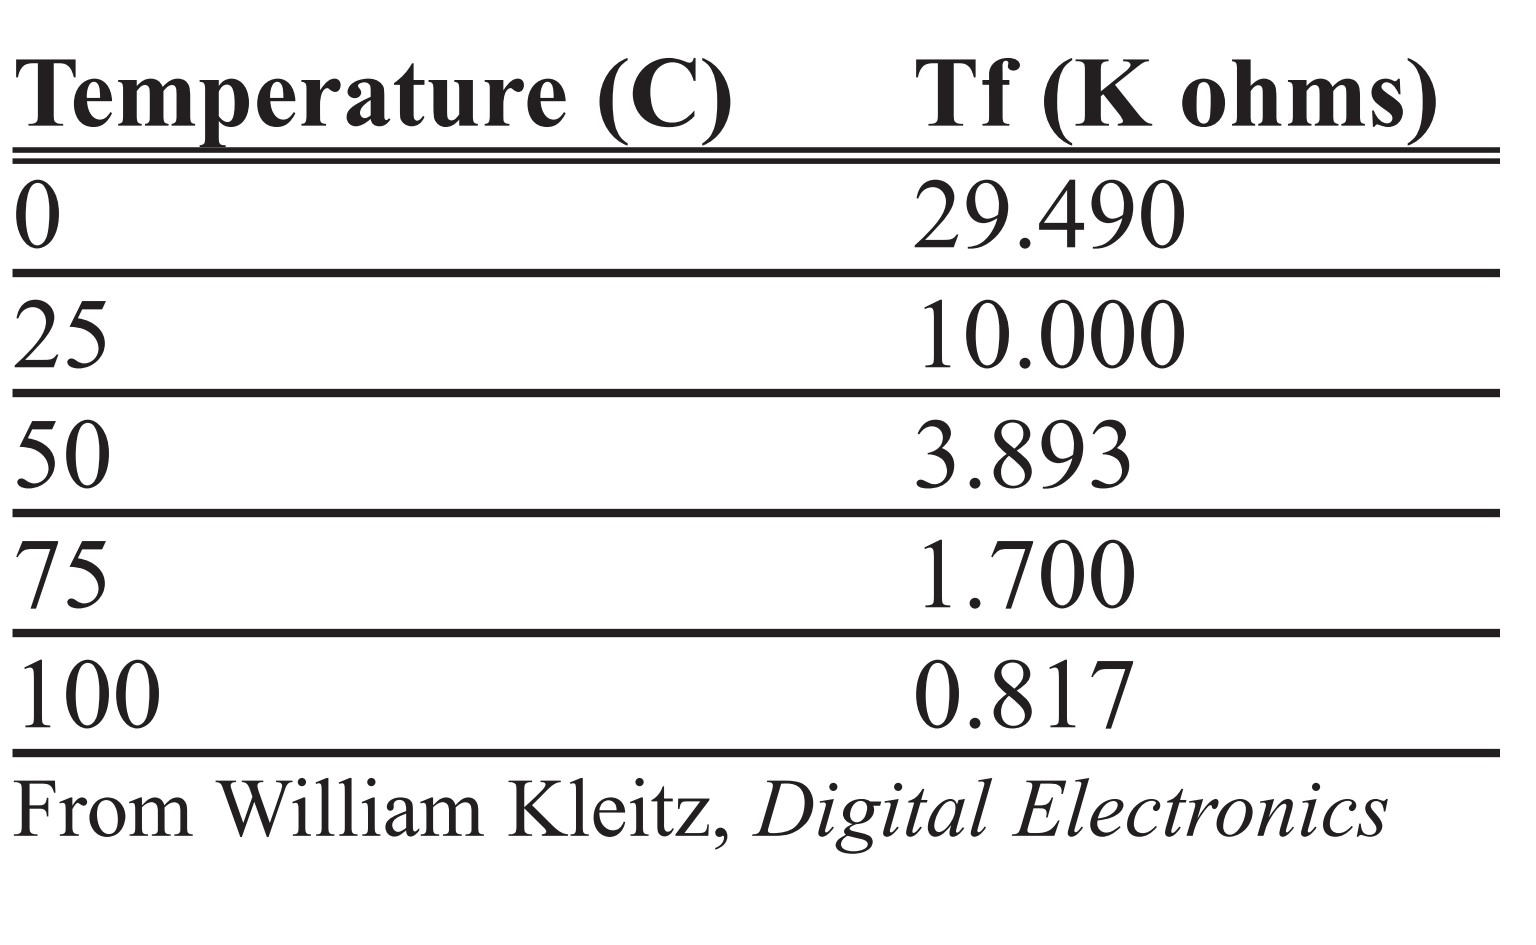 Temperature (C) Tf (K ohms)
0 29.490
25 10.000
50 3.893
75 1.700
100 0.817
From William Kleitz, Digital Electronics